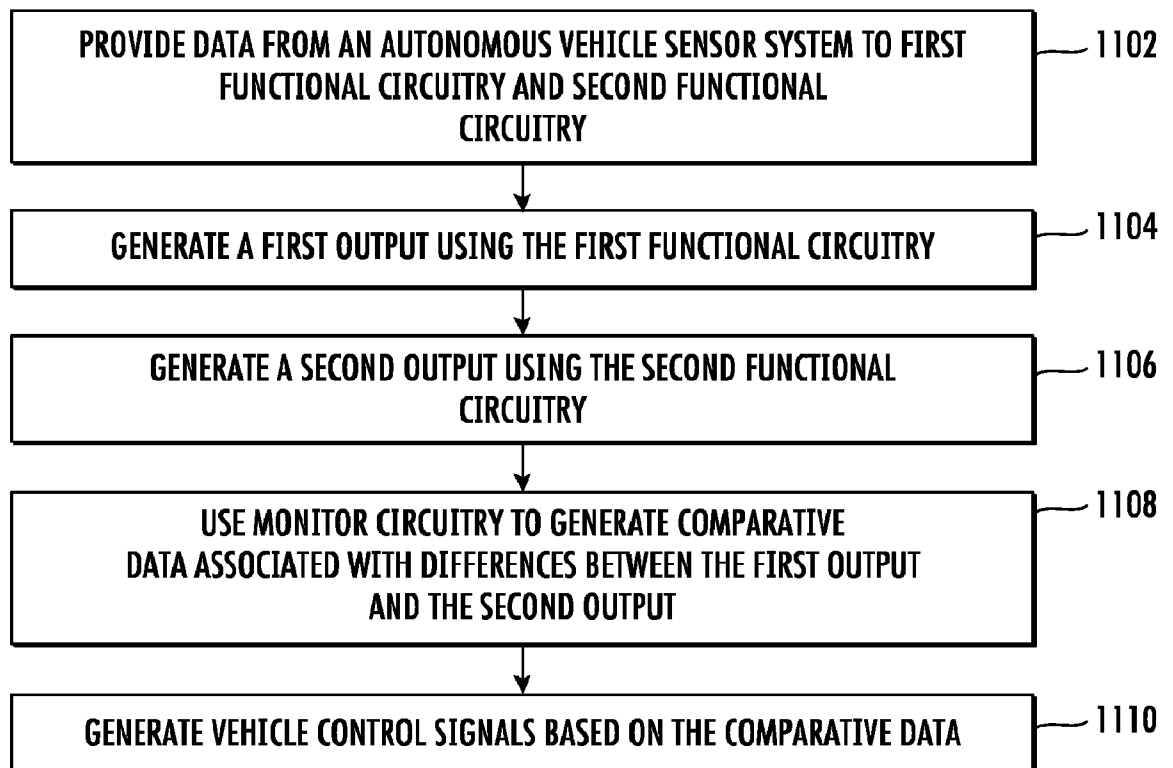 PROVIDE DATA FROM AN AUTONOMOUS VEHICLE SENSOR SYSTEM TO FIRST
FUNCTIONAL CIRCUITRY AND SECOND FUNCTIONAL
CIRCUITRY
1102
GENERATE A FIRST OUTPUT USING THE FIRST FUNCTIONAL CIRCUITRY
1104
GENERATE A SECOND OUTPUT USING THE SECOND FUNCTIONAL
CIRCUITRY
1106
USE MONITOR CIRCUITRY TO GENERATE COMPARATIVE
DATA ASSOCIATED WITH DIFFERENCES BETWEEN THE FIRST OUTPUT
AND THE SECOND OUTPUT
1108
GENERATE VEHICLE CONTROL SIGNALS BASED ON THE COMPARATIVE DATA
1110